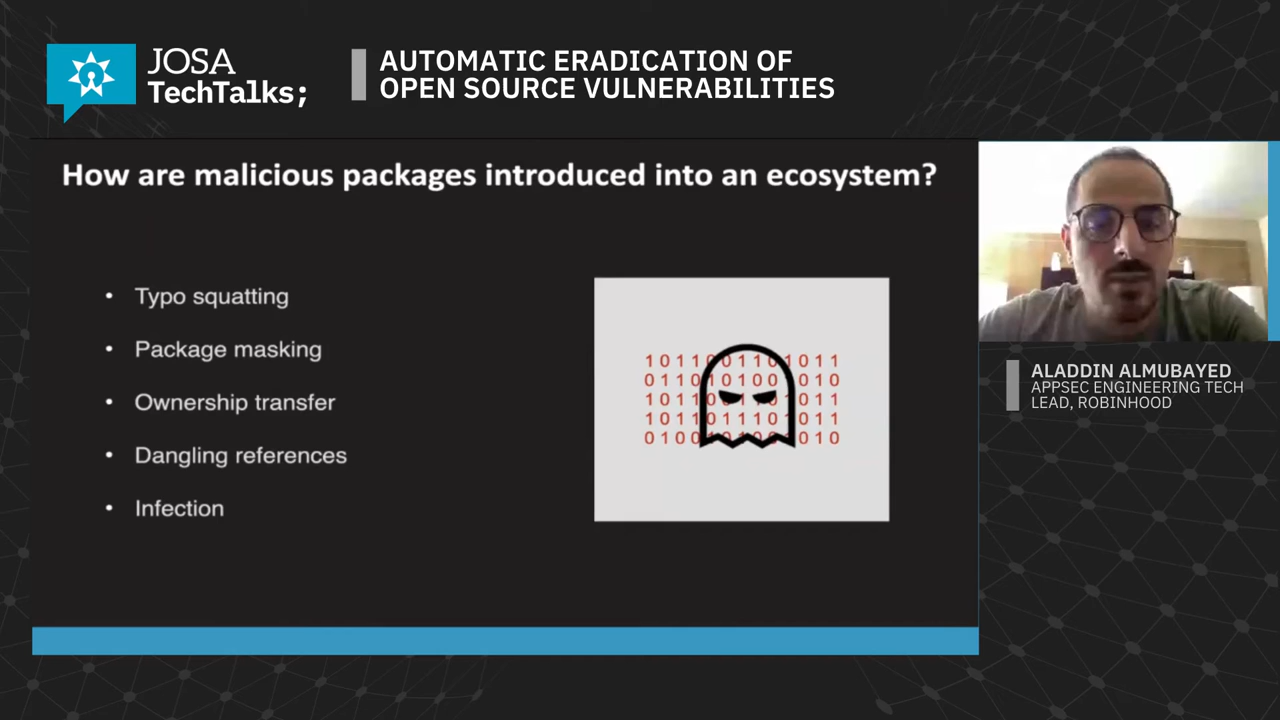 JOSA
TechTalks;
AUTOMATIC ERADICATION OF
OPEN SOURCE VULNERABILITIES
How are malicious packages introduced into an ecosystem?
• Typo squatting
• Package masking
• Ownership transfer
• Dangling references
• Infection
ALADDIN ALMUBAYED
APPSEC ENGINEERING TECH
LEAD, ROBINHOOD